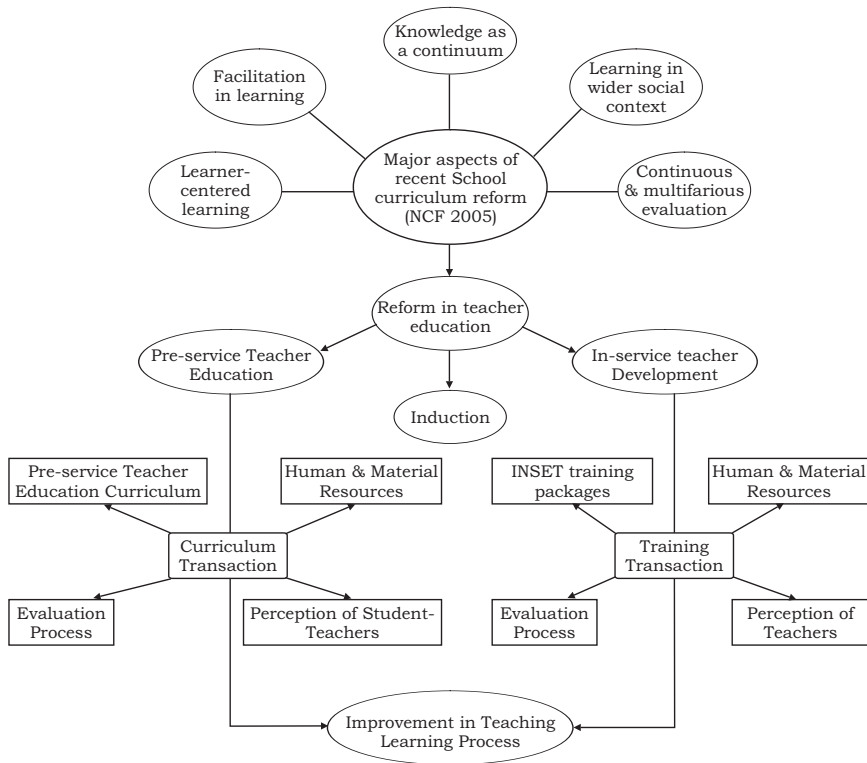 Knowledge as
a continuum
Facilitation
in learning
Learning in
wider social
context
Learner-
centered
learning
Major aspects of
recent School
curriculum reform
(NCF 2005)
Continuous
& multifarious
evaluation
Reform in teacher
education
Pre-service Teacher
Education
In-service teacher
Development
Induction
Pre-service Teacher
Education Curriculum
Human & Material
Resources
INSET training
packages
Human & Material
Resources
Curriculum
Transaction
Training
Transaction
Evaluation
Process
Perception of Student-
Teachers
Evaluation
Process
Perception of
Teachers
Improvement in Teaching
Learning Process